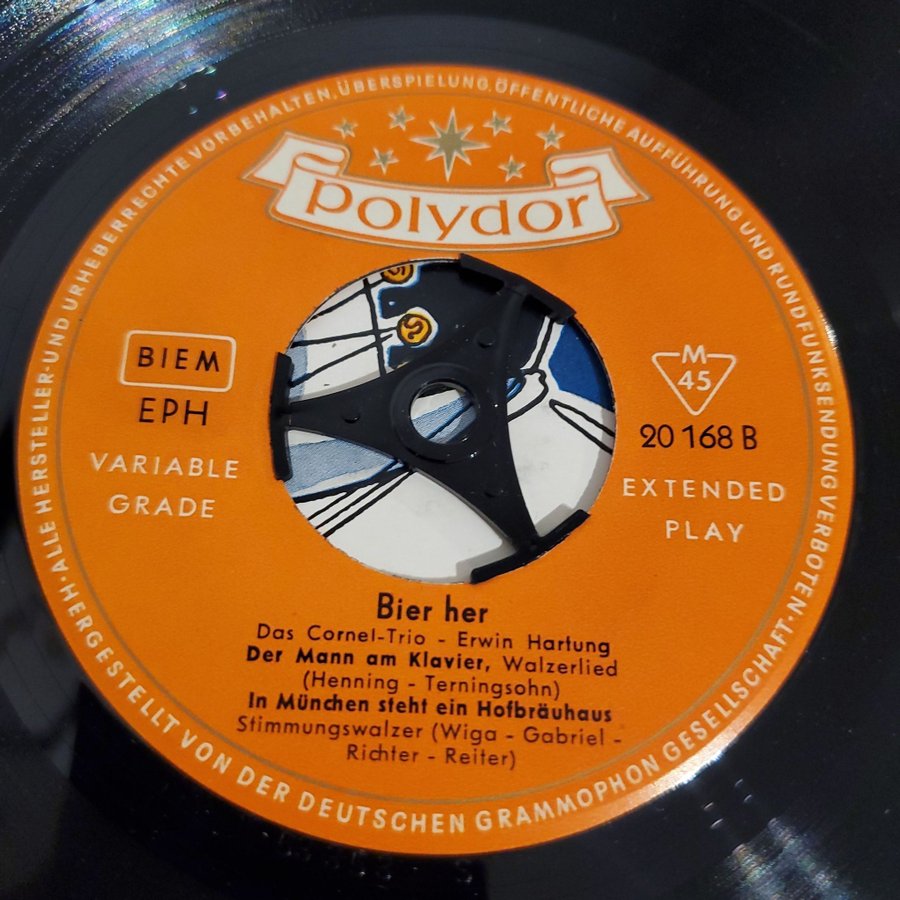 ALLE HERSTELLER- UND URHEBERRECHTE VORBEHALTEN, ÜBERSPIELUNG, ÖFFENTLICHE AUFFÜHRUNG UND RUNDFUNKSENDUNG VERBOTEN.
polydor
BIEM
EPH
VARIABLE
GRADE
M
45
20 168 B
EXTENDED
PLAY
Bier her
Das Cornel-Trio - Erwin Hartung
Der Mann am Klavier, Walzerlied
(Henning - Terningsohn)
In München steht ein Hofbräuhaus
Stimmungswalzer (Wiga - Gabriel -
Richter - Reiter)
HERGESTELLT VON DER DEUTSCHEN GRAMMOPHON GESELLSCHAFT·